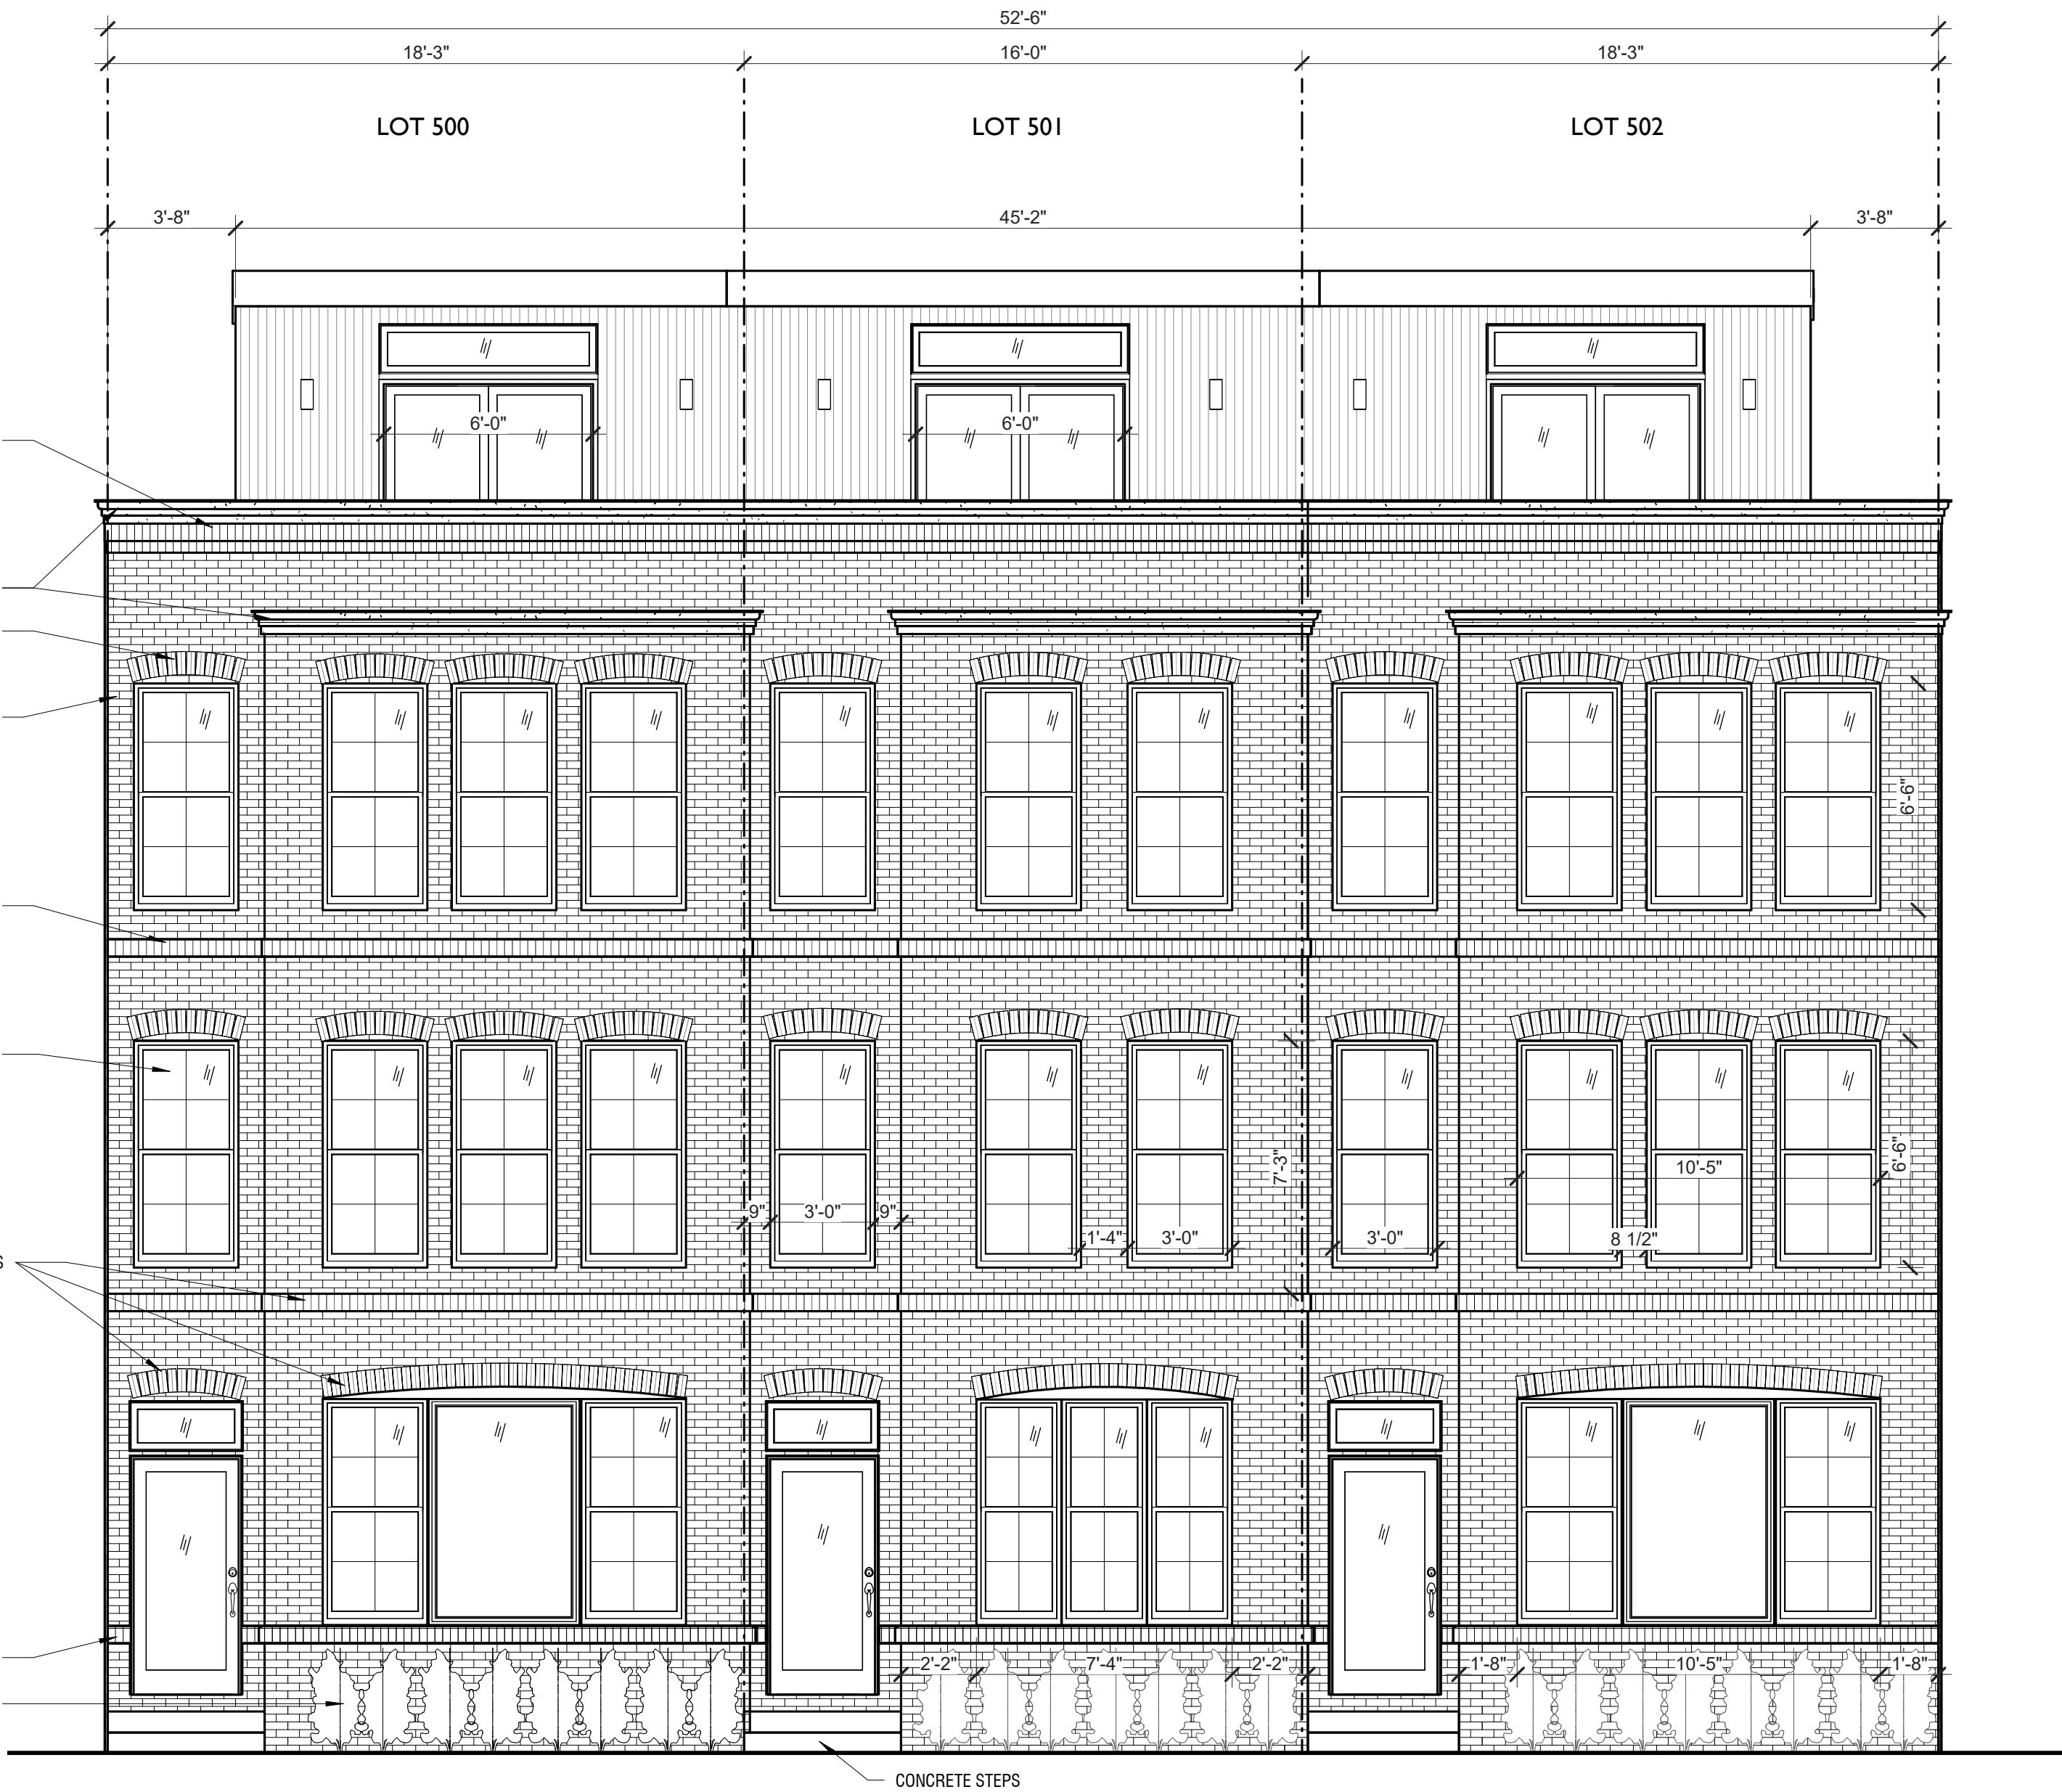 52'-6"
18'-3" 16'-0" 18'-3"
LOT 500 LOT 501 LOT 502
3'-8" 45'-2" 3'-8"
6'-0" 6'-0"
6'-6"
7'-3" 10'-5" 6'-6"
9" 3'-0" 9"
1'-4" 3'-0" 3'-0" 8 1/2"
S
2'-2" 7'-4" 2'-2" 1'-8" 10'-5" 1'-8"
CONCRETE STEPS